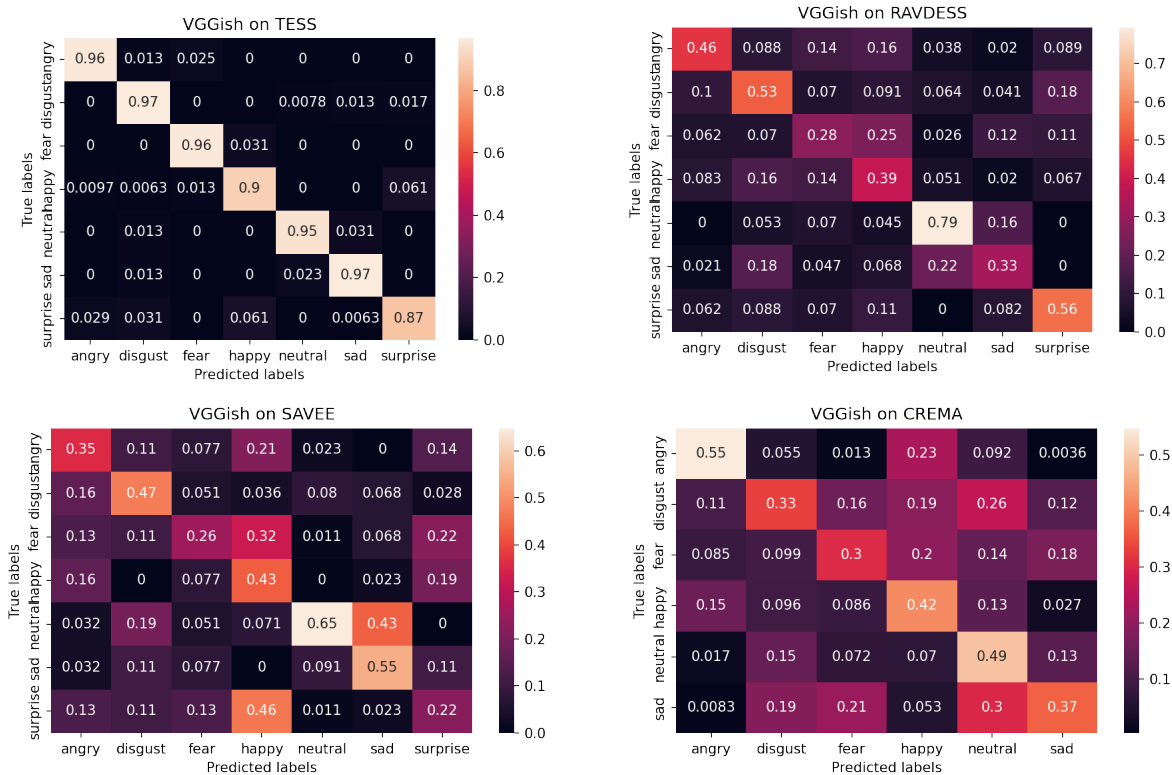 VGGish on TESS
True labels
angry 0.96 0.013 0.025 0 0 0 0
disgust 0 0.97 0 0 0.0078 0.013 0.017
fear 0 0 0.96 0.031 0 0 0
happy 0.0097 0.0063 0.013 0.9 0 0 0.061
neutral 0 0.013 0 0 0.95 0.031 0
sad 0 0.013 0 0 0.023 0.97 0
surprise 0.029 0.031 0 0.061 0 0.0063 0.87
angry disgust fear happy neutral sad surprise
Predicted labels
0.8
0.6
0.4
0.2
0.0
VGGish on RAVDESS
True labels
angry 0.46 0.088 0.14 0.16 0.038 0.02 0.089
disgust 0.1 0.53 0.07 0.091 0.064 0.041 0.18
fear 0.062 0.07 0.28 0.25 0.026 0.12 0.11
happy 0.083 0.16 0.14 0.39 0.051 0.02 0.067
neutral 0 0.053 0.07 0.045 0.79 0.16 0
sad 0.021 0.18 0.047 0.068 0.22 0.33 0
surprise 0.062 0.088 0.07 0.11 0 0.082 0.56
angry disgust fear happy neutral sad surprise
Predicted labels
0.7
0.6
0.5
0.4
0.3
0.2
0.1
0.0
VGGish on SAVEE
True labels
angry 0.35 0.11 0.077 0.21 0.023 0 0.14
disgust 0.16 0.47 0.051 0.036 0.08 0.068 0.028
fear 0.13 0.11 0.26 0.32 0.011 0.068 0.22
happy 0.16 0 0.077 0.43 0 0.023 0.19
neutral 0.032 0.19 0.051 0.071 0.65 0.43 0
sad 0.032 0.11 0.077 0 0.091 0.55 0.11
surprise 0.13 0.11 0.13 0.46 0.011 0.023 0.22
angry disgust fear happy neutral sad surprise
Predicted labels
0.6
0.5
0.4
0.3
0.2
0.1
0.0
VGGish on CREMA
True labels
angry 0.55 0.055 0.013 0.23 0.092 0.0036
disgust 0.11 0.33 0.16 0.19 0.26 0.12
fear 0.085 0.099 0.3 0.2 0.14 0.18
happy 0.15 0.096 0.086 0.42 0.13 0.027
neutral 0.017 0.15 0.072 0.07 0.49 0.13
sad 0.0083 0.19 0.21 0.053 0.3 0.37
angry disgust fear happy neutral sad
Predicted labels
0.5
0.4
0.3
0.2
0.1